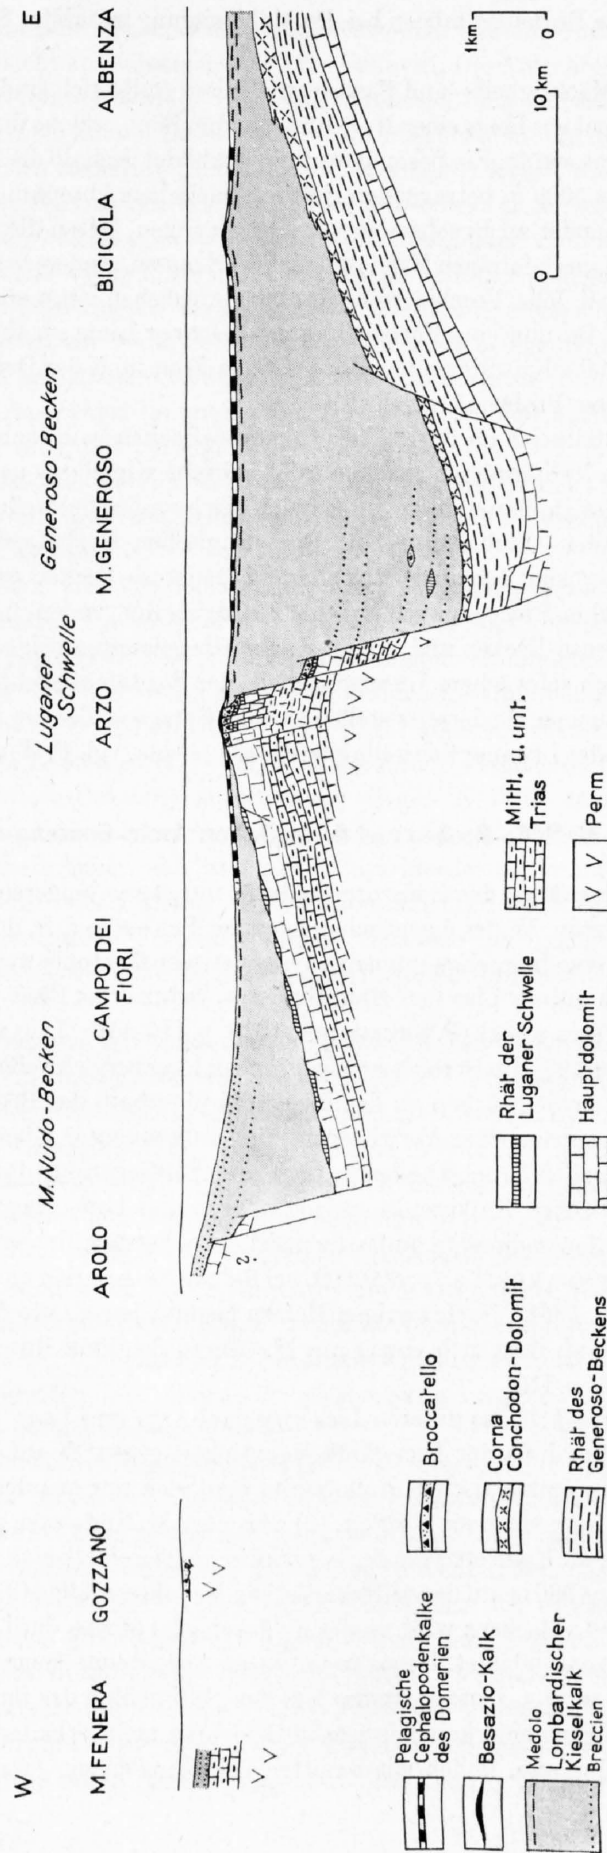 W
E
M.Nudo-Becken
Luganer
Schwelle
Generoso-Becken
M.FENERA
GOZZANO
AROLO
CAMPO DEI
FIORI
ARZO
M. GENEROSO
BICICOLA
ALBENZA
?
1km
0
0
10 km
Pelagische
Cephalopodenkalke
des Domerien
Besazio-Kalk
Medolo
Lombardischer
Kieselkalk
Breccien
Broccatello
Corna
Conchodon-Dolomit
Rhät des
Generoso-Beckens
Rhät der
Luganer Schwelle
Hauptdolomit
Mittl. u. unt.
Trias
Perm